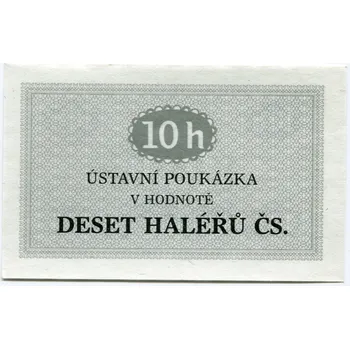 10 h
ÚSTAVNÍ POUKÁZKA
V HODNOTĚ
DESET HALÉŘŮ ČS.